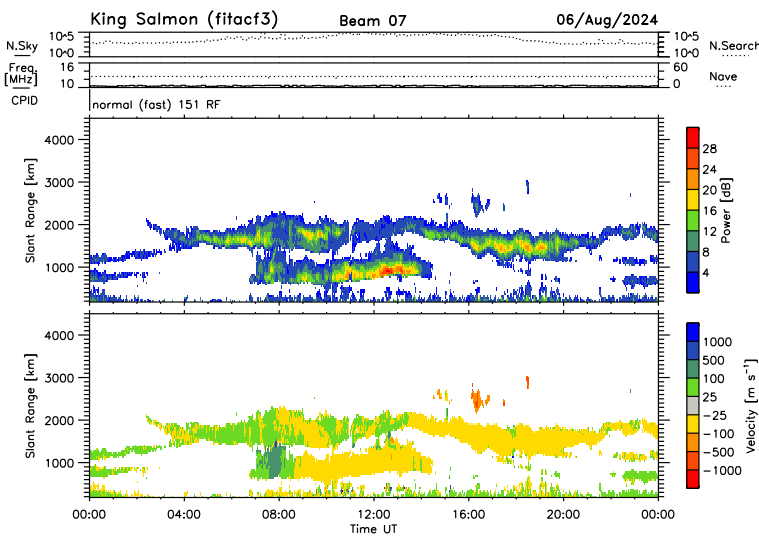 King Salmon (fitacf3) Beam 07 06/Aug/2024
N.Sky 10^5 10^0 10^5 10^0 N.Search
Freq [MHz] 16 10 60 0 Nave
CPID normal (fast) 151 RF
Slant Range [km]
4000
3000
2000
1000
28
24
20
16
12
8
4
Power [dB]
Slant Range [km]
4000
3000
2000
1000
1000
500
100
25
-25
-100
-500
-1000
Velocity [m s⁻¹]
00:00 04:00 08:00 12:00 16:00 20:00 00:00
Time UT